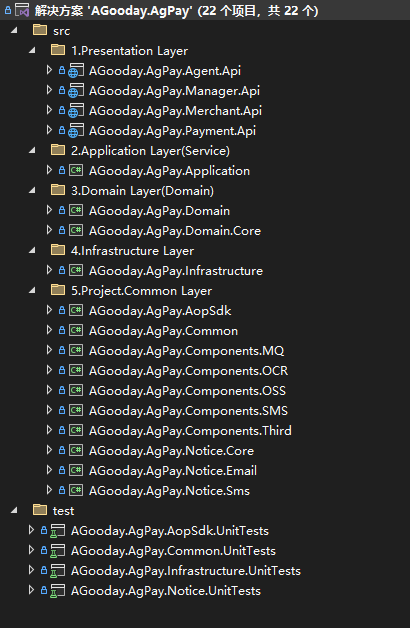 解决方案 'AGooday.AgPay' (22 个项目，共 22 个)
src
1.Presentation Layer
AGooday.AgPay.Agent.Api
AGooday.AgPay.Manager.Api
AGooday.AgPay.Merchant.Api
AGooday.AgPay.Payment.Api
2.Application Layer(Service)
AGooday.AgPay.Application
3.Domain Layer(Domain)
AGooday.AgPay.Domain
AGooday.AgPay.Domain.Core
4.Infrastructure Layer
AGooday.AgPay.Infrastructure
5.Project.Common Layer
AGooday.AgPay.AopSdk
AGooday.AgPay.Common
AGooday.AgPay.Components.MQ
AGooday.AgPay.Components.OCR
AGooday.AgPay.Components.OSS
AGooday.AgPay.Components.SMS
AGooday.AgPay.Components.Third
AGooday.AgPay.Notice.Core
AGooday.AgPay.Notice.Email
AGooday.AgPay.Notice.Sms
test
AGooday.AgPay.AopSdk.UnitTests
AGooday.AgPay.Common.UnitTests
AGooday.AgPay.Infrastructure.UnitTests
AGooday.AgPay.Notice.UnitTests